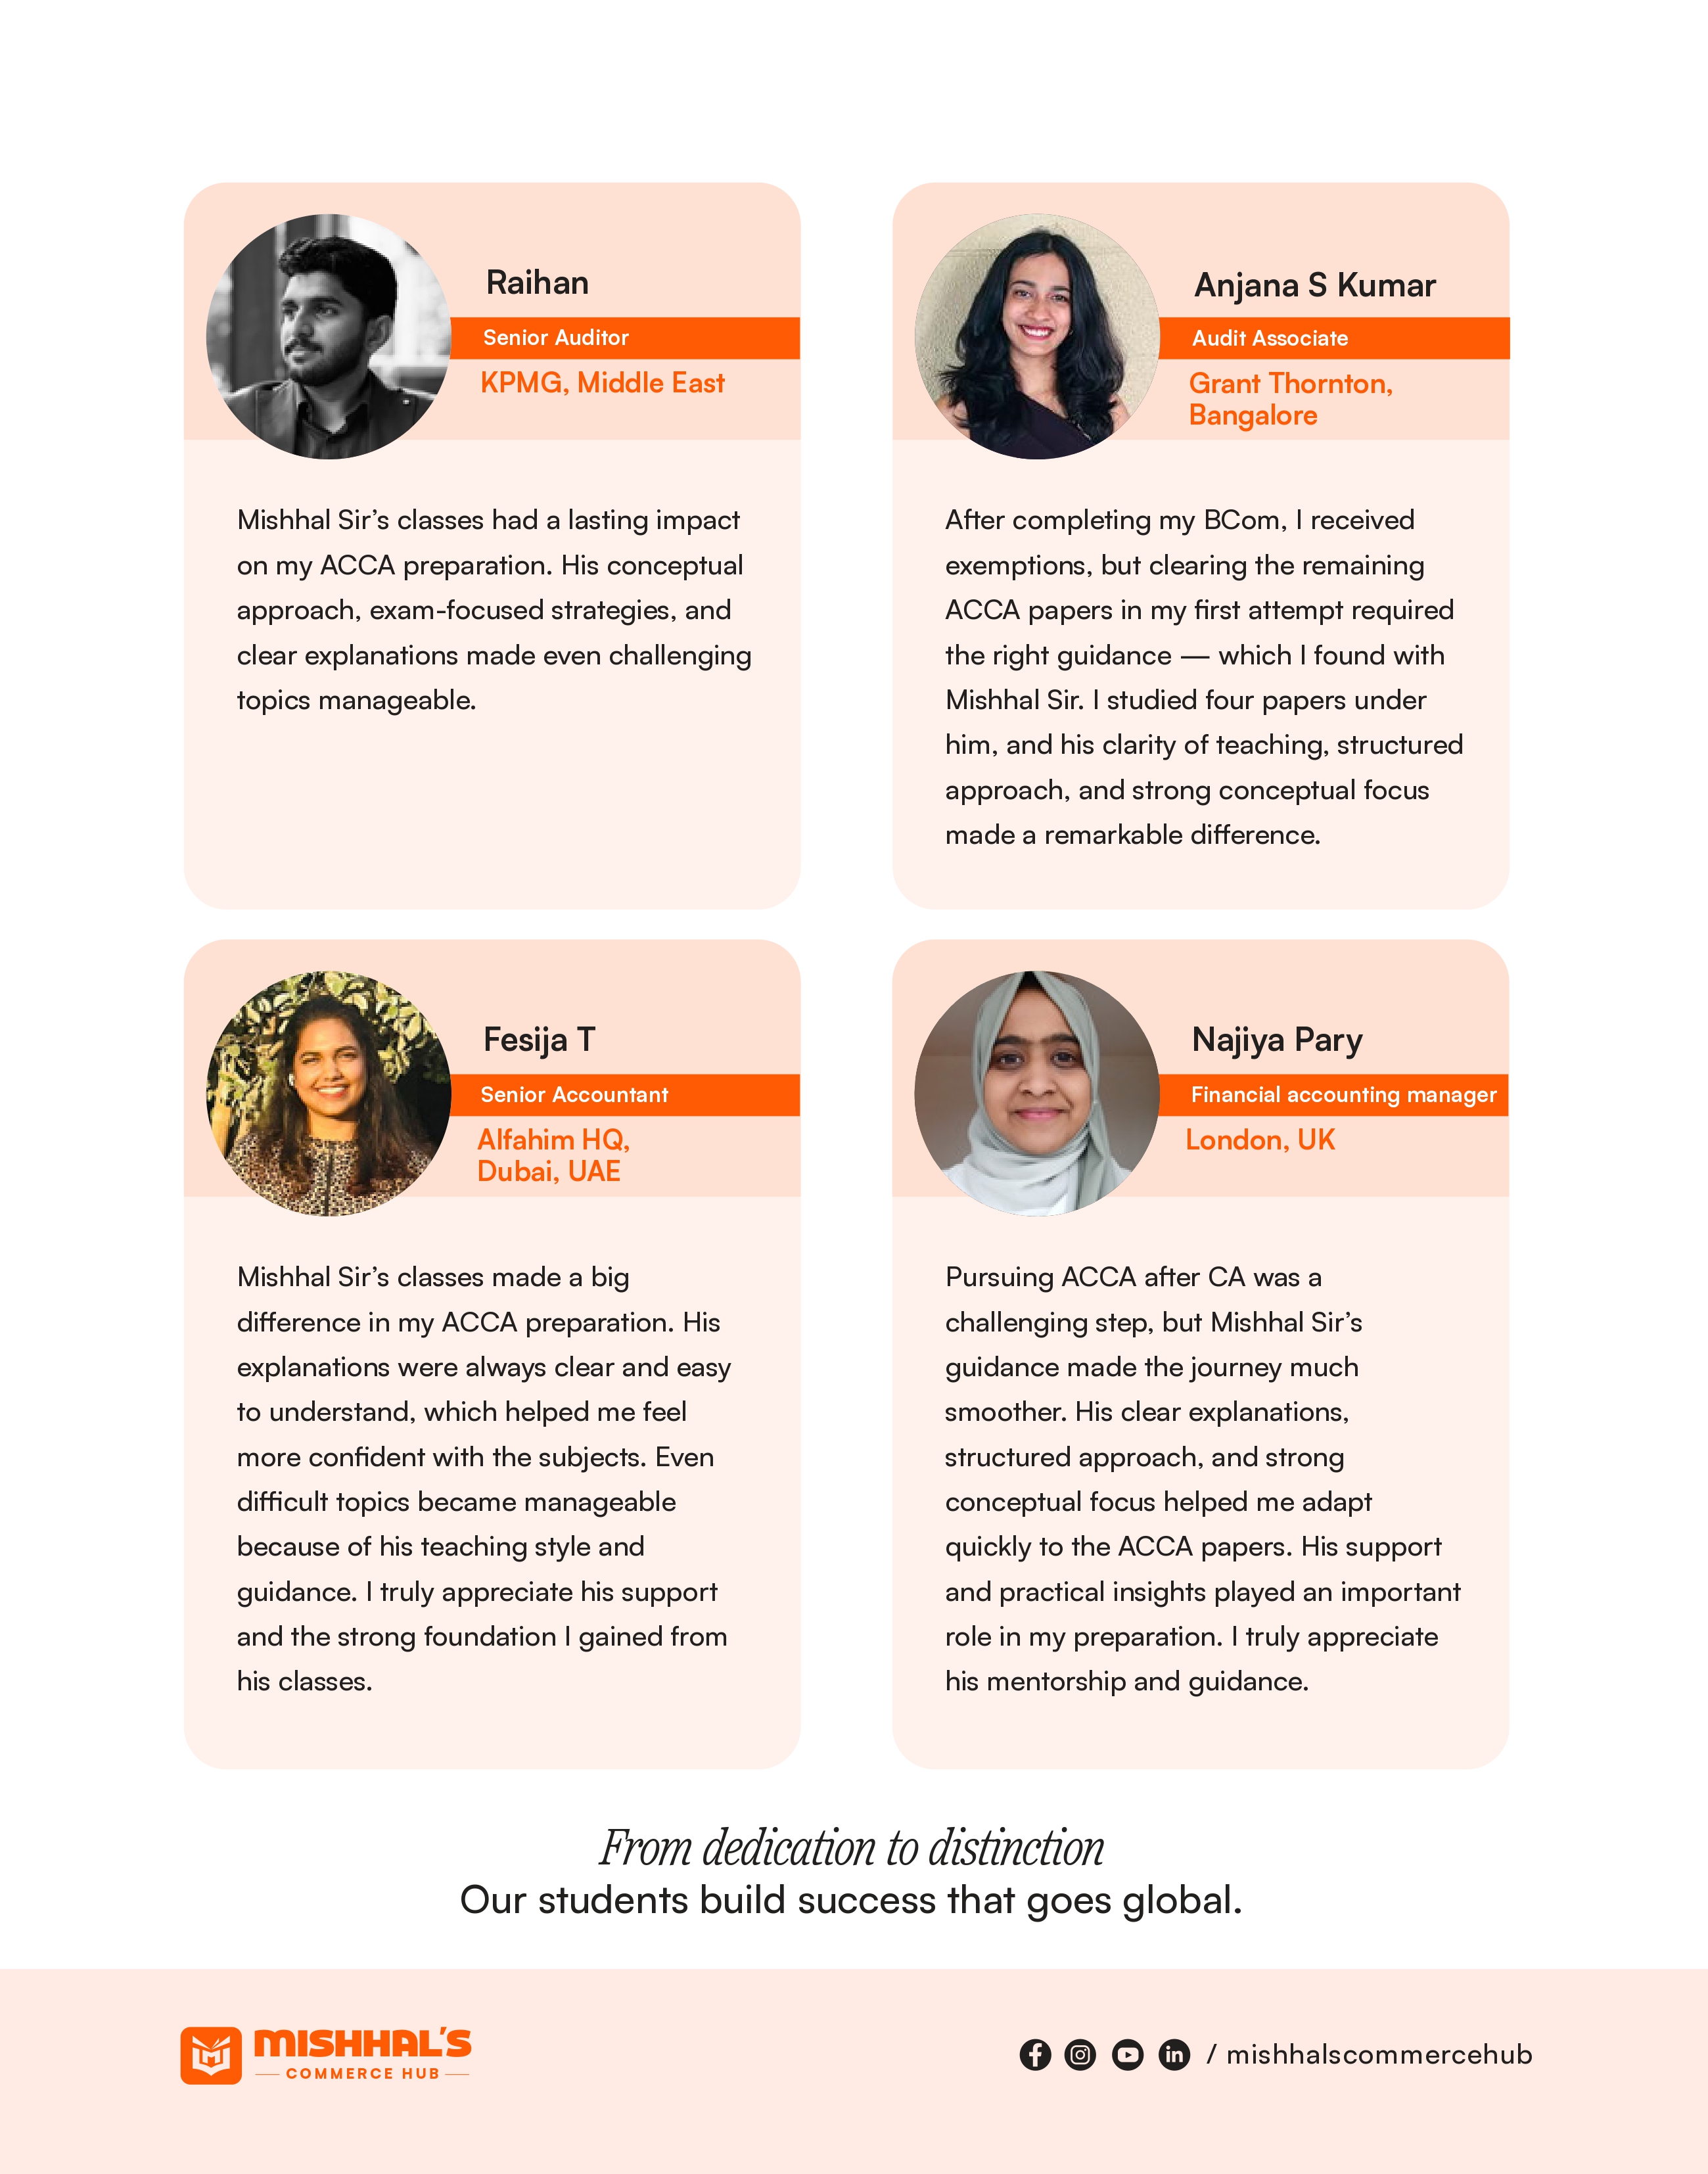 Raihan
Senior Auditor
KPMG, Middle East
Mishhal Sir’s classes had a lasting impact
on my ACCA preparation. His conceptual
approach, exam-focused strategies, and
clear explanations made even challenging
topics manageable.
Anjana S Kumar
Audit Associate
Grant Thornton,
Bangalore
After completing my BCom, I received
exemptions, but clearing the remaining
ACCA papers in my first attempt required
the right guidance — which I found with
Mishhal Sir. I studied four papers under
him, and his clarity of teaching, structured
approach, and strong conceptual focus
made a remarkable difference.
Fesija T
Senior Accountant
Alfahim HQ,
Dubai, UAE
Mishhal Sir’s classes made a big
difference in my ACCA preparation. His
explanations were always clear and easy
to understand, which helped me feel
more confident with the subjects. Even
difficult topics became manageable
because of his teaching style and
guidance. I truly appreciate his support
and the strong foundation I gained from
his classes.
Najiya Pary
Financial accounting manager
London, UK
Pursuing ACCA after CA was a
challenging step, but Mishhal Sir’s
guidance made the journey much
smoother. His clear explanations,
structured approach, and strong
conceptual focus helped me adapt
quickly to the ACCA papers. His support
and practical insights played an important
role in my preparation. I truly appreciate
his mentorship and guidance.
From dedication to distinction
Our students build success that goes global.
MISHHAL'S
COMMERCE HUB
/ mishhalscommercehub